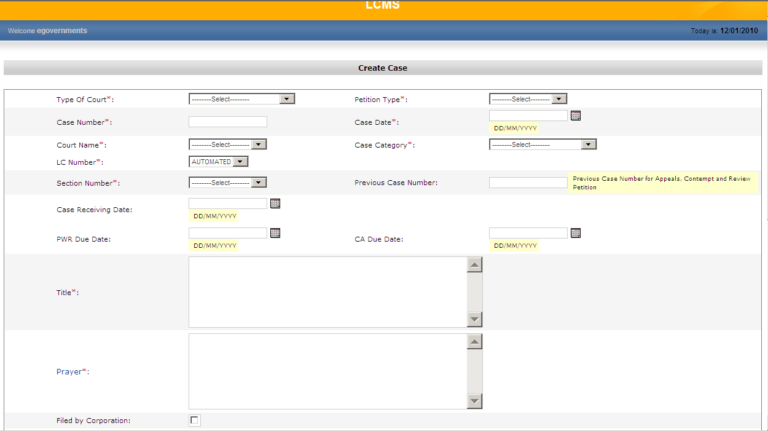 LCMS
Welcome egovernments Today is 12/01/2010
Create Case
Type Of Court*: --------Select-------- Petition Type*: --------Select--------
Case Number*: Case Date*:
DD/MM/YYYY
Court Name*: --------Select-------- Case Category*: --------Select--------
LC Number*: AUTOMATED
Section Number*: --------Select-------- Previous Case Number: Previous Case Number for Appeals, Contempt and Review
Petition
Case Receiving Date:
DD/MM/YYYY
PWR Due Date: CA Due Date:
DD/MM/YYYY DD/MM/YYYY
Title*:
Prayer*:
Filed by Corporation: